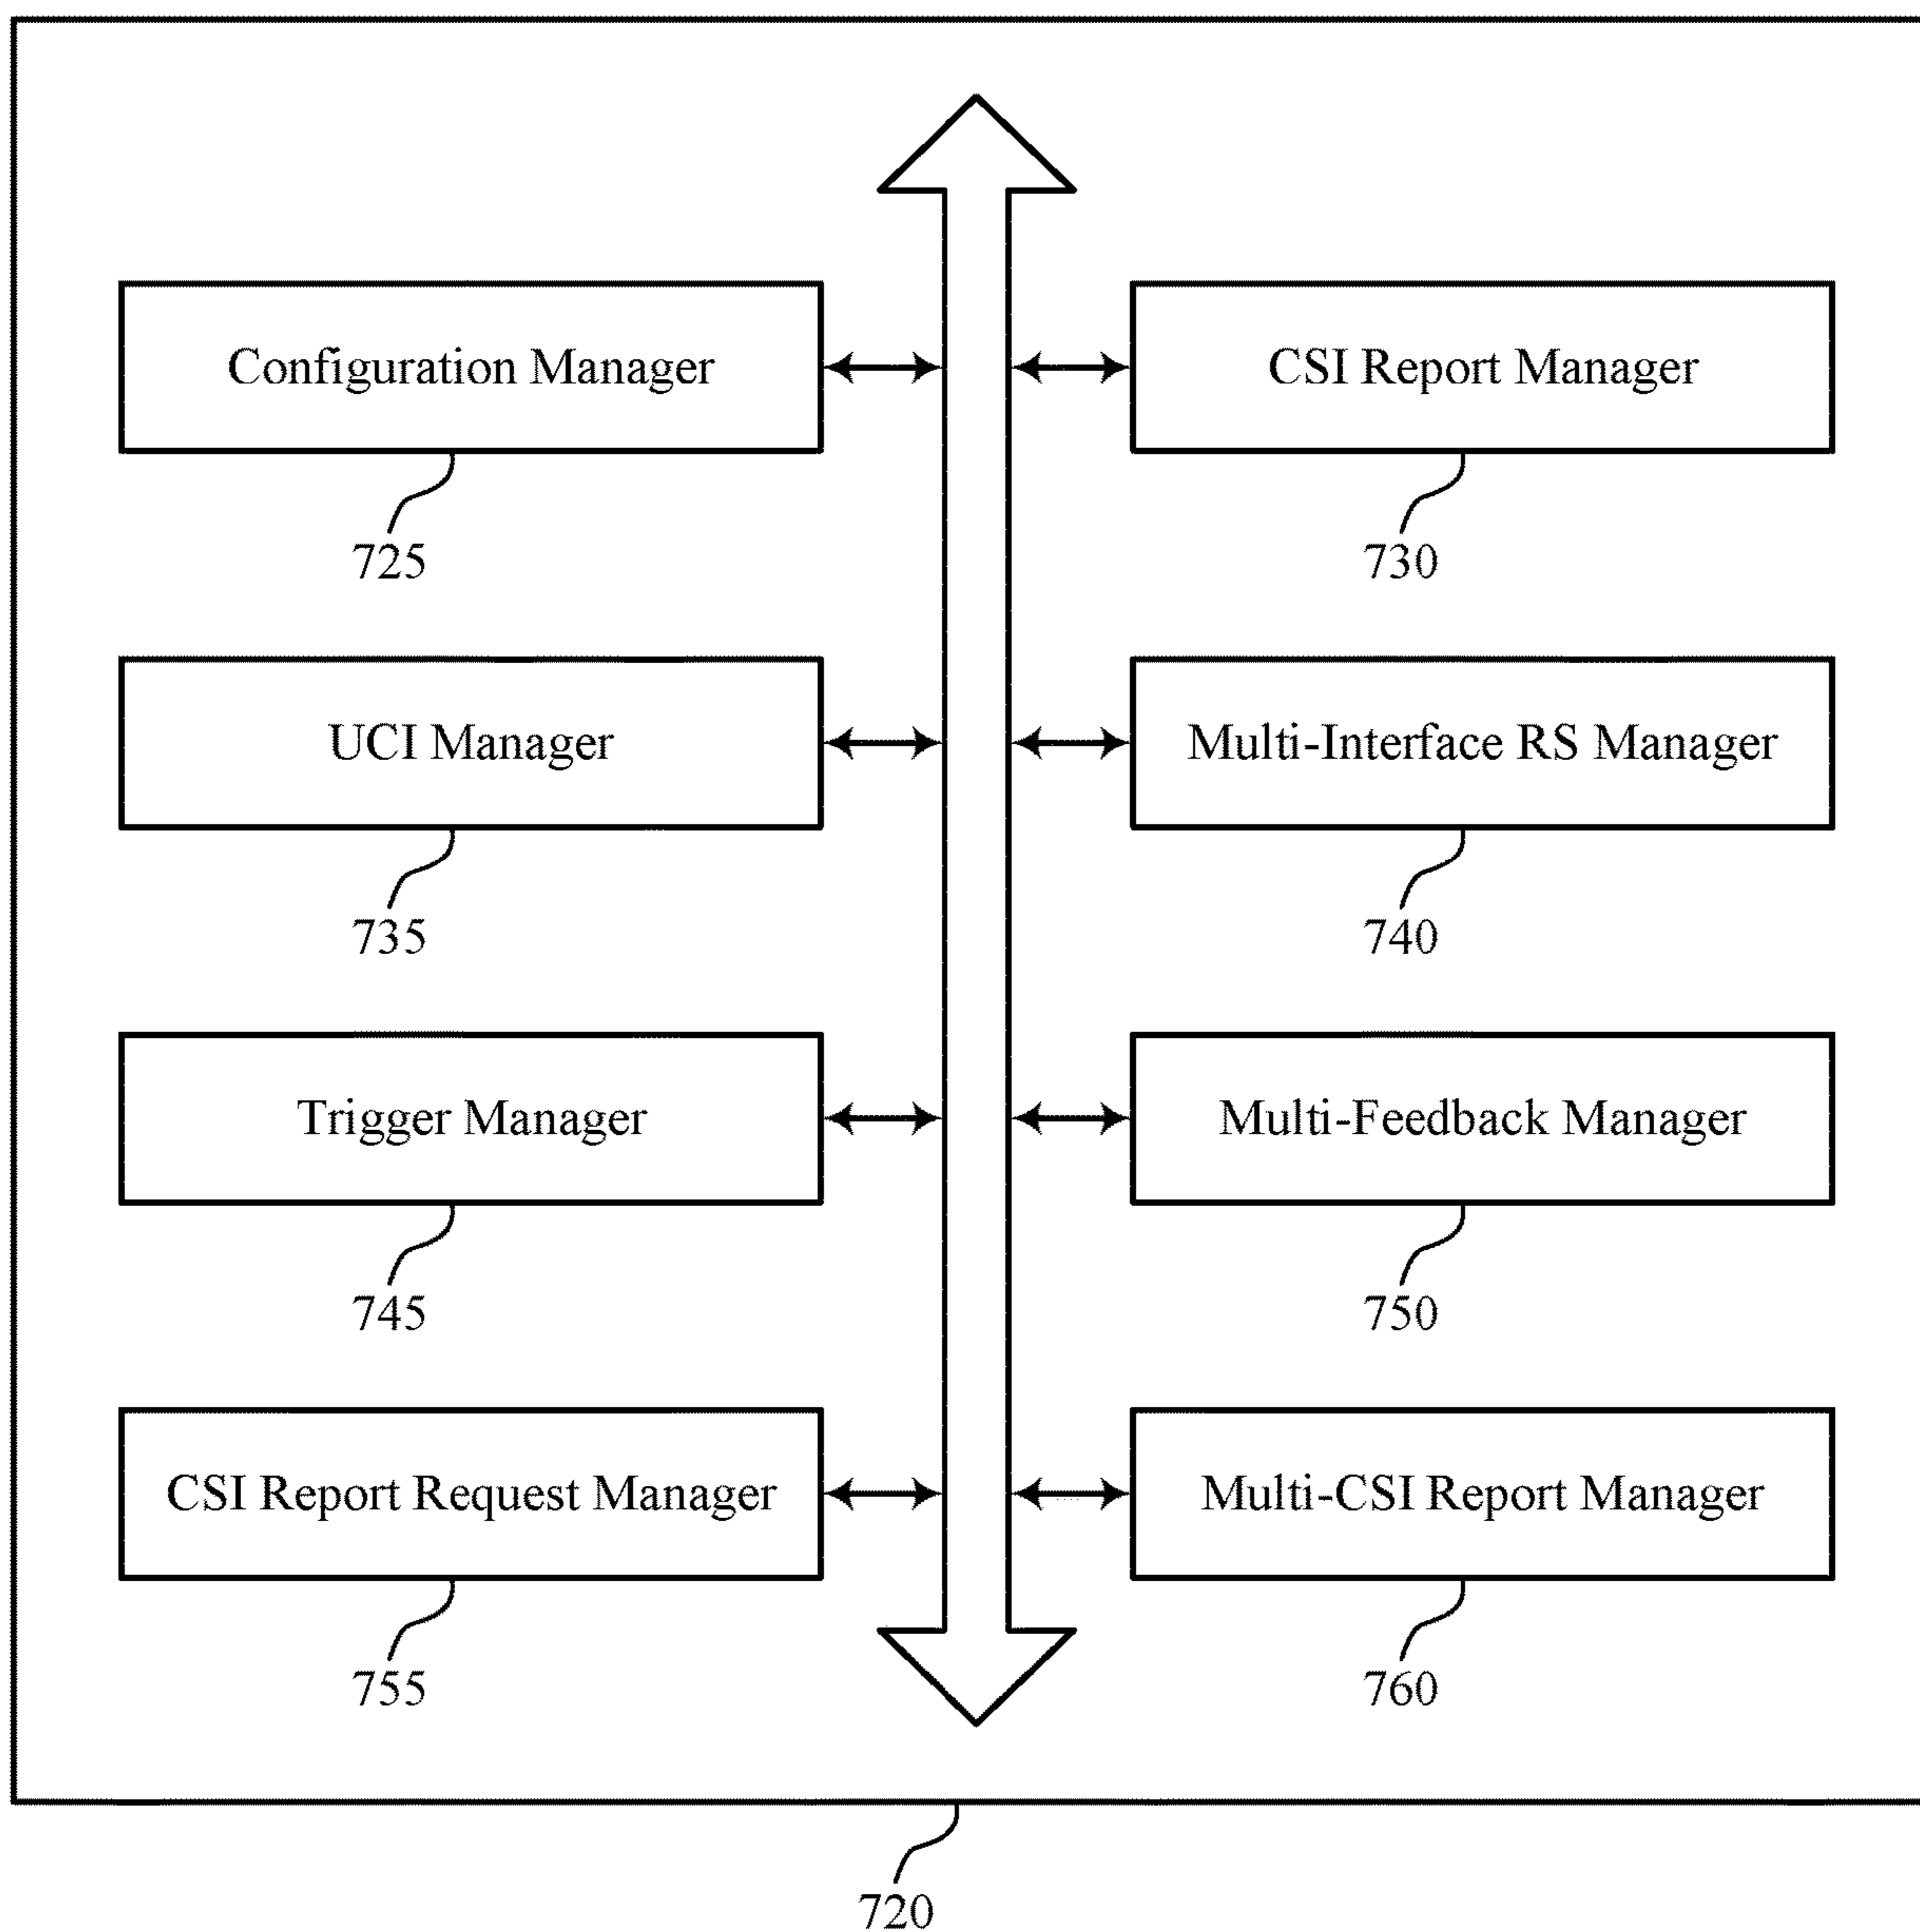 Configuration Manager
CSI Report Manager
725
730
UCI Manager
Multi-Interface RS Manager
735
740
Trigger Manager
Multi-Feedback Manager
745
750
CSI Report Request Manager
Multi-CSI Report Manager
755
760
720